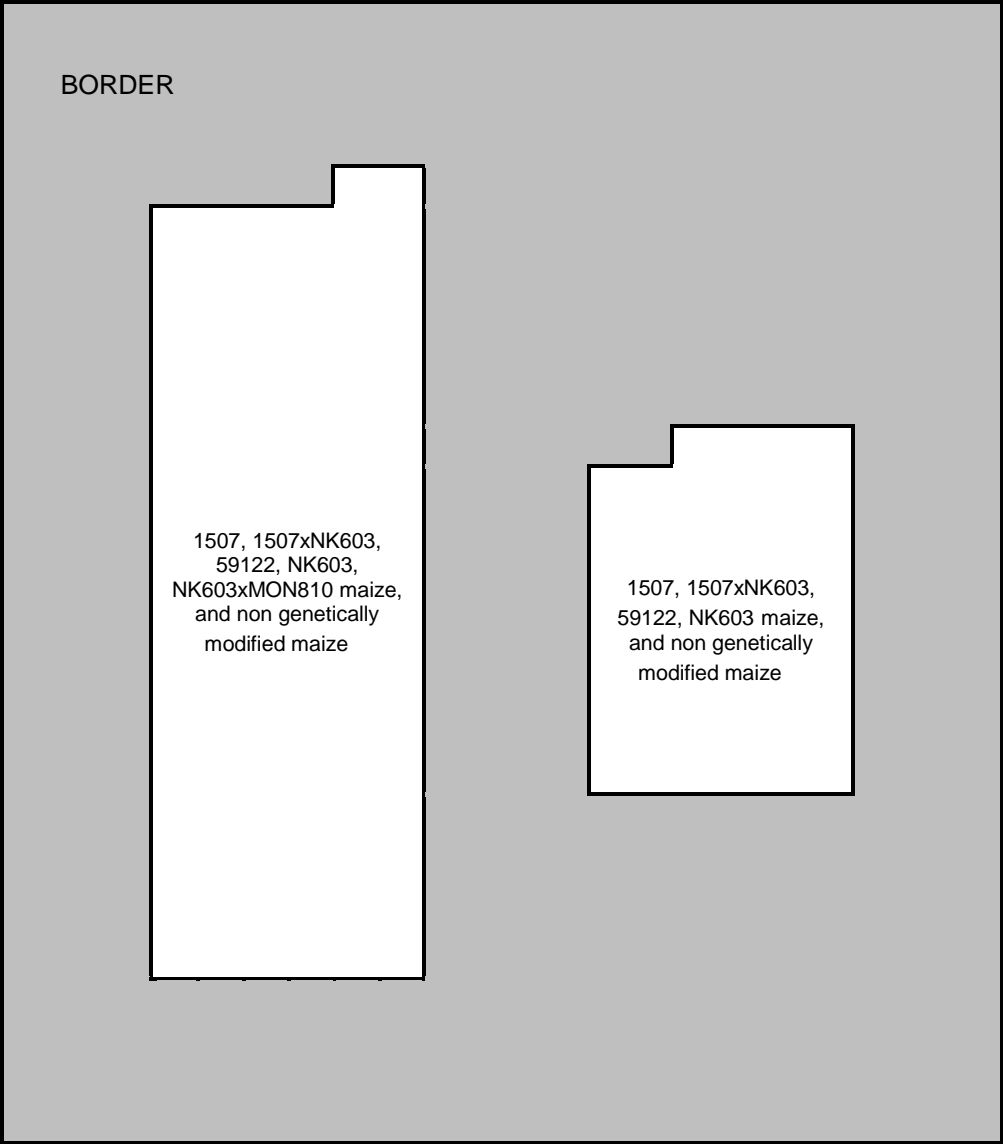 BORDER
1507, 1507xNK603,
59122, NK603,
NK603xMON810 maize,
and non genetically
modified maize
1507, 1507xNK603,
59122, NK603 maize,
and non genetically
modified maize